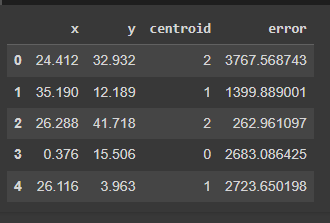 x y centroid error
0 24.412 32.932 2 3767.568743
1 35.190 12.189 1 1399.889001
2 26.288 41.718 2 262.961097
3 0.376 15.506 0 2683.086425
4 26.116 3.963 1 2723.650198